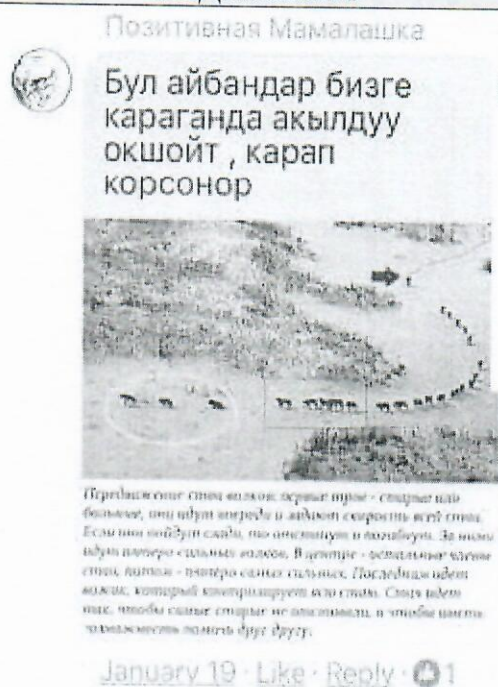 Позитивная Мамалашка
Бул айбандар бизге
караганда акылдуу
окшойт , карап
корсонор
Передвижение стаи волков: первые трое - старые или
больные, они идут впереди и задают скорость всей стаи.
Если они пойдут сзади, то отстанут и погибнут. За ними
идут пятеро сильных волков. В центре - остальные члены
стаи, потом - пятеро самых сильных. Последним идет
вожак, который контролирует всю стаю. Стая идет
так, чтобы самые старые не отставали, и чтобы иметь
возможность помочь друг другу.
January 19 · Like · Reply · 1